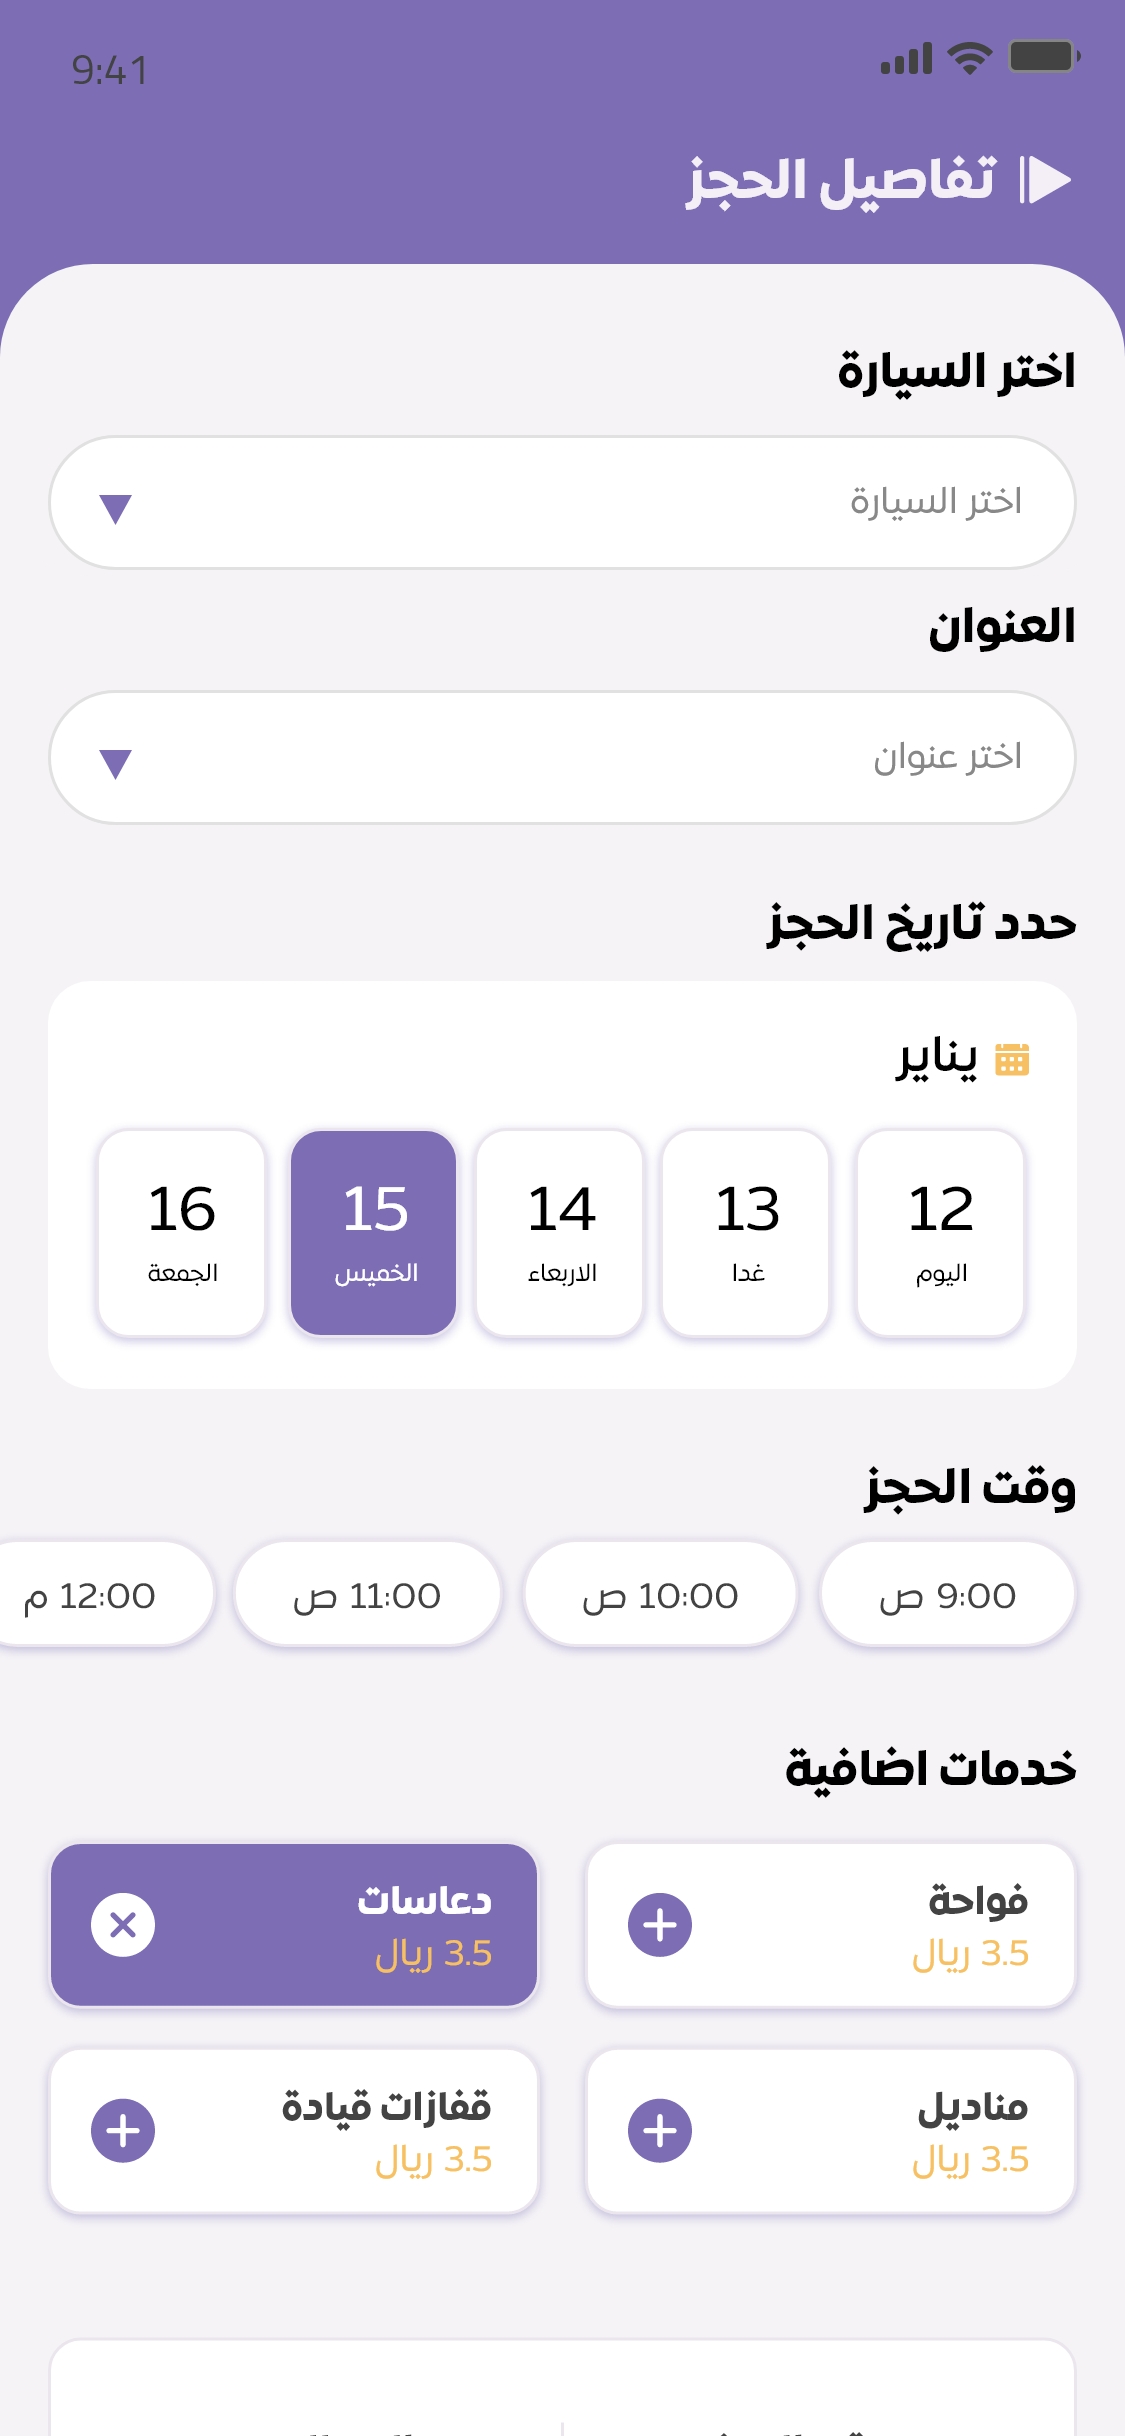 9:41
تفاصيل الحجز
اختر السيارة
اختر السيارة
العنوان
اختر عنوان
حدد تاريخ الحجز
يناير
12 13 14 15 16
اليوم غدا الاربعاء الخميس الجمعة
وقت الحجز
9:00 ص 10:00 ص 11:00 ص 12:00 م
خدمات اضافية
فواحة
3.5 ريال
دعاسات
3.5 ريال
مناديل
3.5 ريال
قفازات قيادة
3.5 ريال